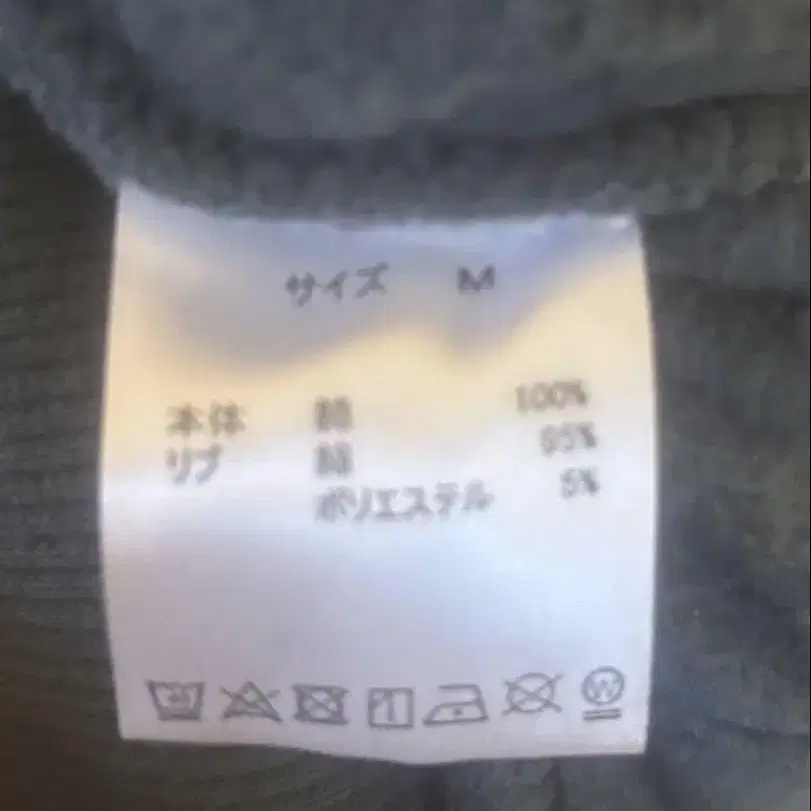 サイズ M
本体 綿 100%
リブ 綿 95%
ポリエステル 5%
W